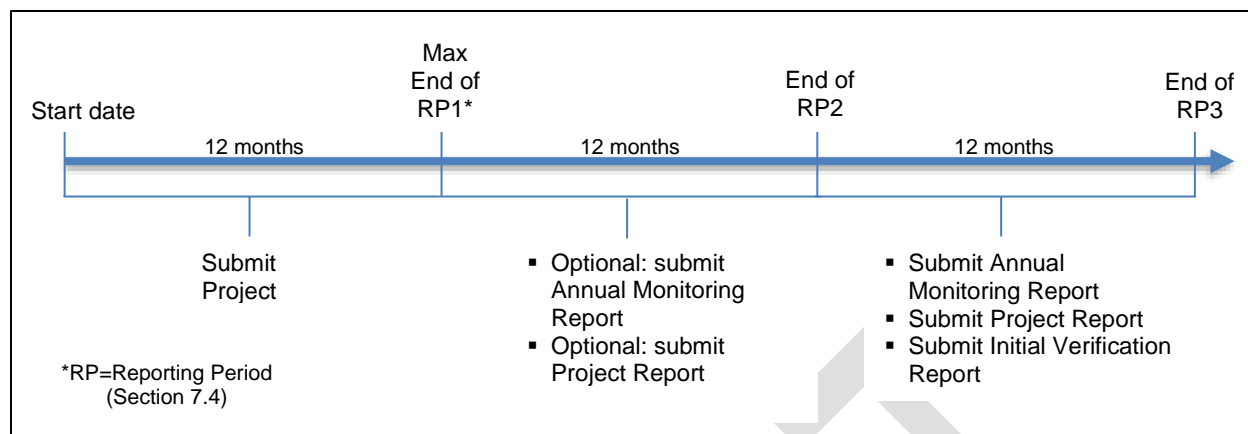 Start date
Max
End of
RP1*
End of
RP2
End of
RP3
12 months
12 months
12 months
Submit
Project
▪ Optional: submit
Annual Monitoring
Report
▪ Optional: submit
Project Report
▪ Submit Annual
Monitoring Report
▪ Submit Project Report
▪ Submit Initial Verification
Report
*RP=Reporting Period
(Section 7.4)